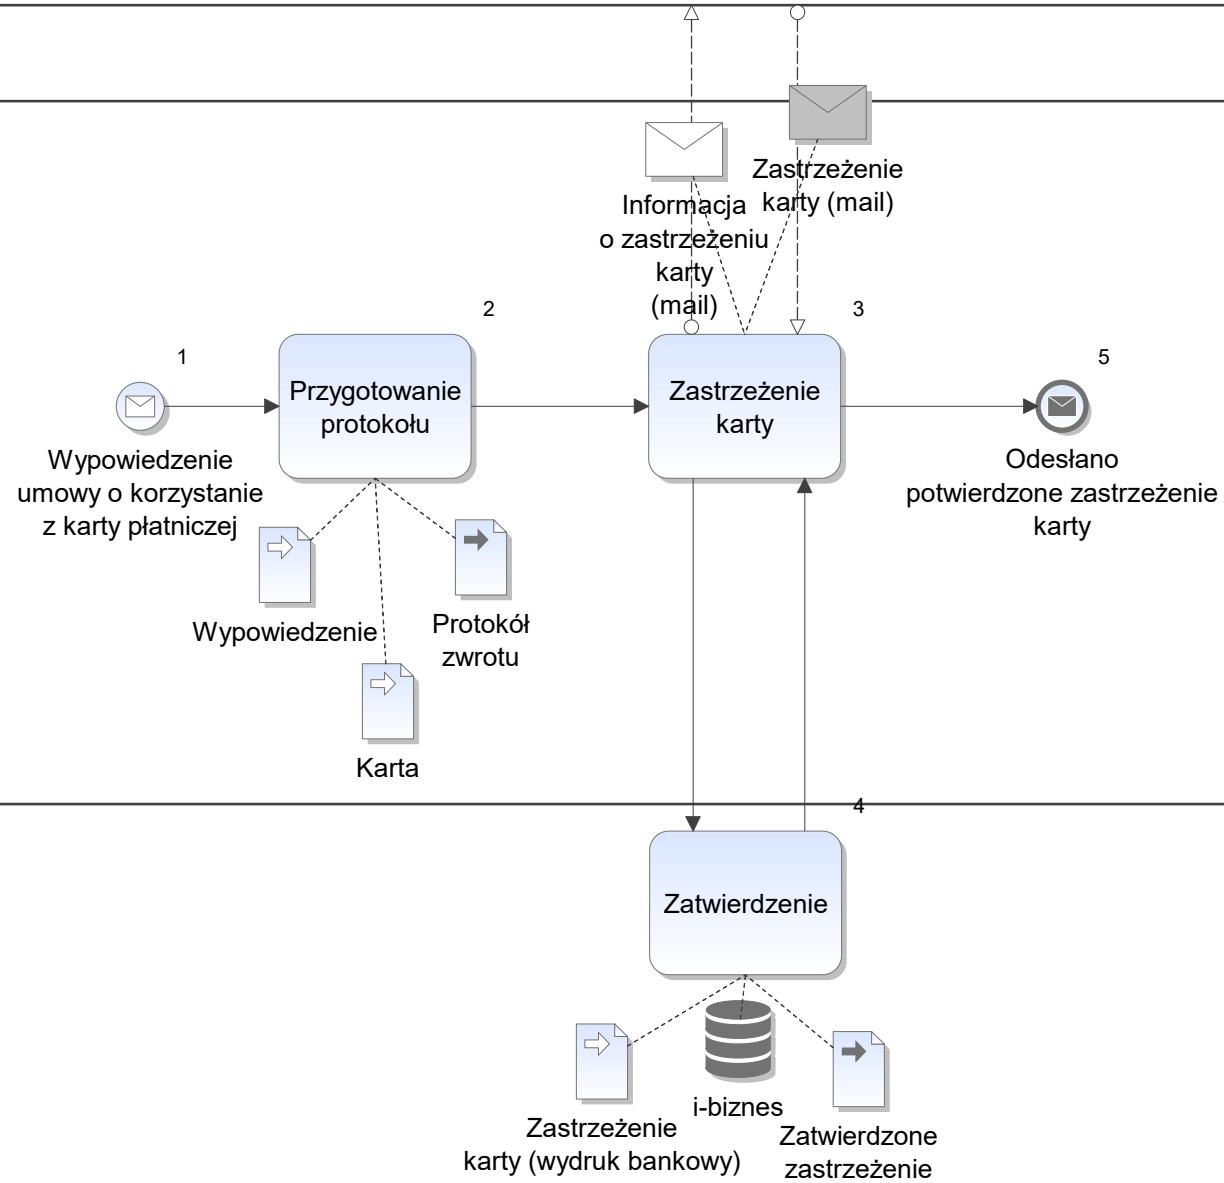 Zastrzeżenie
karty (mail)
Informacja
o zastrzeżeniu
karty
(mail)
1
2
3
5
Przygotowanie
protokołu
Zastrzeżenie
karty
Wypowiedzenie
umowy o korzystanie
z karty płatniczej
Odesłano
potwierdzone zastrzeżenie
karty
Wypowiedzenie
Protokół
zwrotu
Karta
4
Zatwierdzenie
i-biznes
Zastrzeżenie
karty (wydruk bankowy)
Zatwierdzone
zastrzeżenie